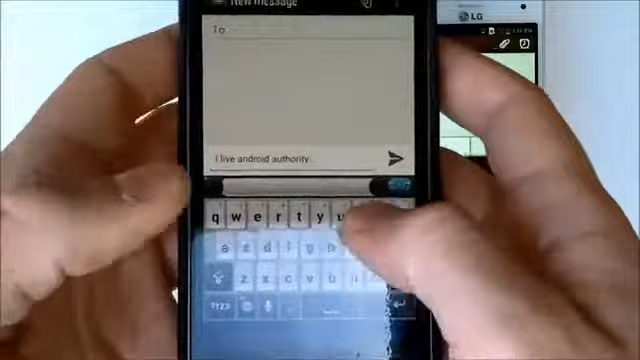 New message
LG
To
I live android authority.
q w e r t y u
a s d f g h
z x c v b n
?123